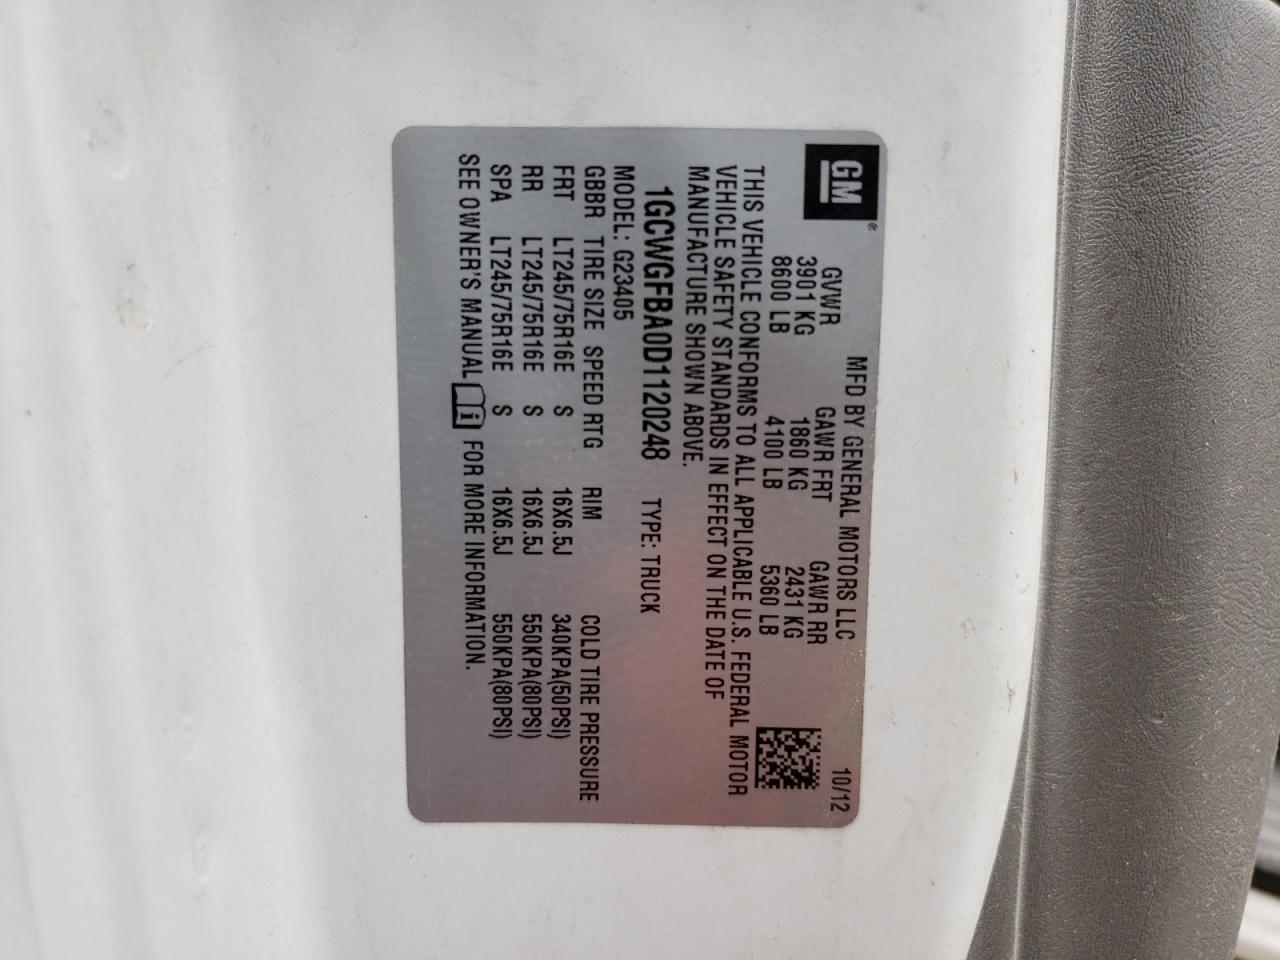 GM®
MFD BY GENERAL MOTORS LLC 10/12
GVWR GAWR FRT GAWR RR
3901 KG 1860 KG 2431 KG
8600 LB 4100 LB 5360 LB
THIS VEHICLE CONFORMS TO ALL APPLICABLE U.S. FEDERAL MOTOR
VEHICLE SAFETY STANDARDS IN EFFECT ON THE DATE OF
MANUFACTURE SHOWN ABOVE.
1GCWGFBA0D1120248 TYPE: TRUCK
MODEL: G23405
GBBR TIRE SIZE SPEED RTG RIM COLD TIRE PRESSURE
FRT LT245/75R16E S 16X6.5J 340KPA(50PSI)
RR LT245/75R16E S 16X6.5J 550KPA(80PSI)
SPA LT245/75R16E S 16X6.5J 550KPA(80PSI)
SEE OWNER'S MANUAL i FOR MORE INFORMATION.